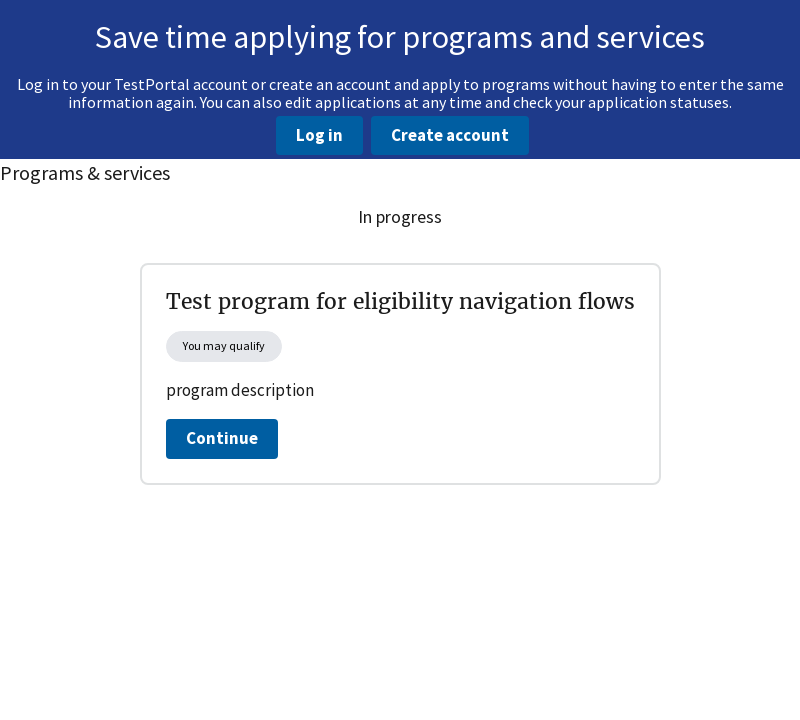 Save time applying for programs and services
Log in to your TestPortal account or create an account and apply to programs without having to enter the same
information again. You can also edit applications at any time and check your application statuses.
Log in
Create account
Programs & services
In progress
Test program for eligibility navigation flows
You may qualify
program description
Continue